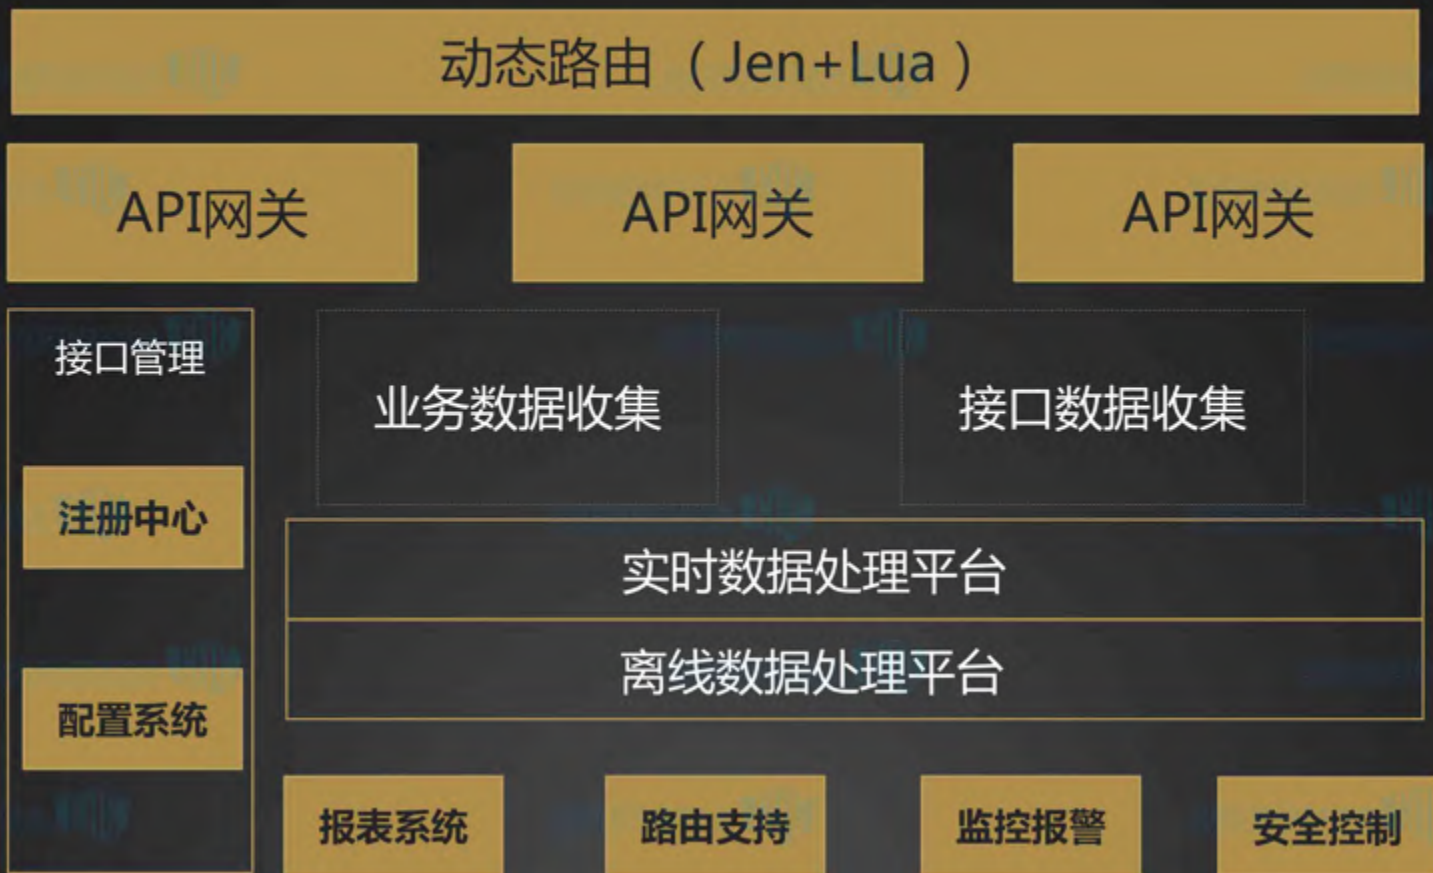 动态路由（Jen+Lua）
API网关
API网关
API网关
接口管理
业务数据收集
接口数据收集
注册中心
实时数据处理平台
离线数据处理平台
配置系统
报表系统
路由支持
监控报警
安全控制